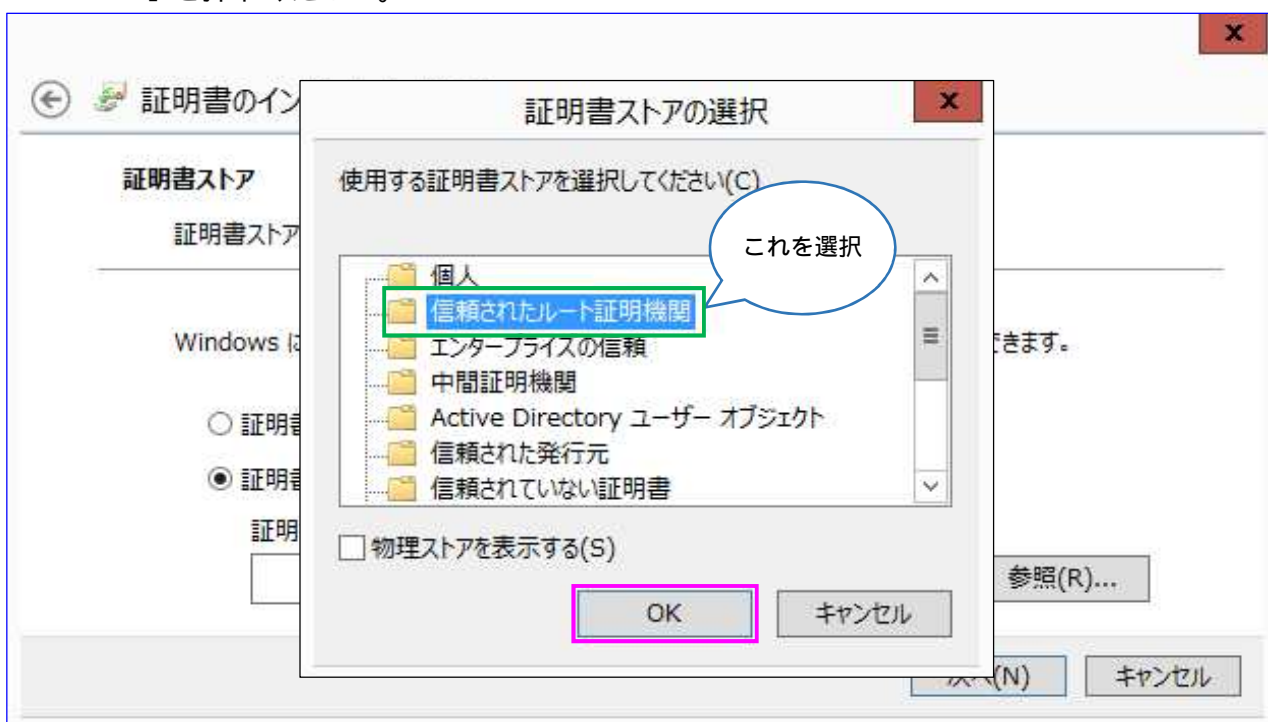 証明書のイン
証明書ストアの選択
証明書ストア
使用する証明書ストアを選択してください(C)
証明書ストア
これを選択
個人
信頼されたルート証明機関
エンタープライズの信頼
中間証明機関
Active Directory ユーザー オブジェクト
信頼された発行元
信頼されていない証明書
Windows に
できます。
証明書
証明書
証明
物理ストアを表示する(S)
参照(R)...
OK
キャンセル
次へ(N)
キャンセル